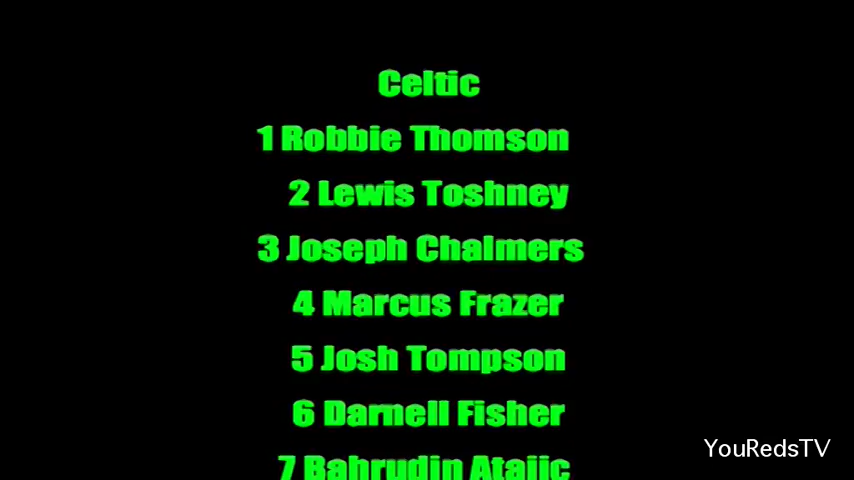 Celtic
1 Robbie Thomson
2 Lewis Toshney
3 Joseph Chalmers
4 Marcus Frazer
5 Josh Tompson
6 Darnell Fisher
7 Bahrudin Atajic
YouRedsTV